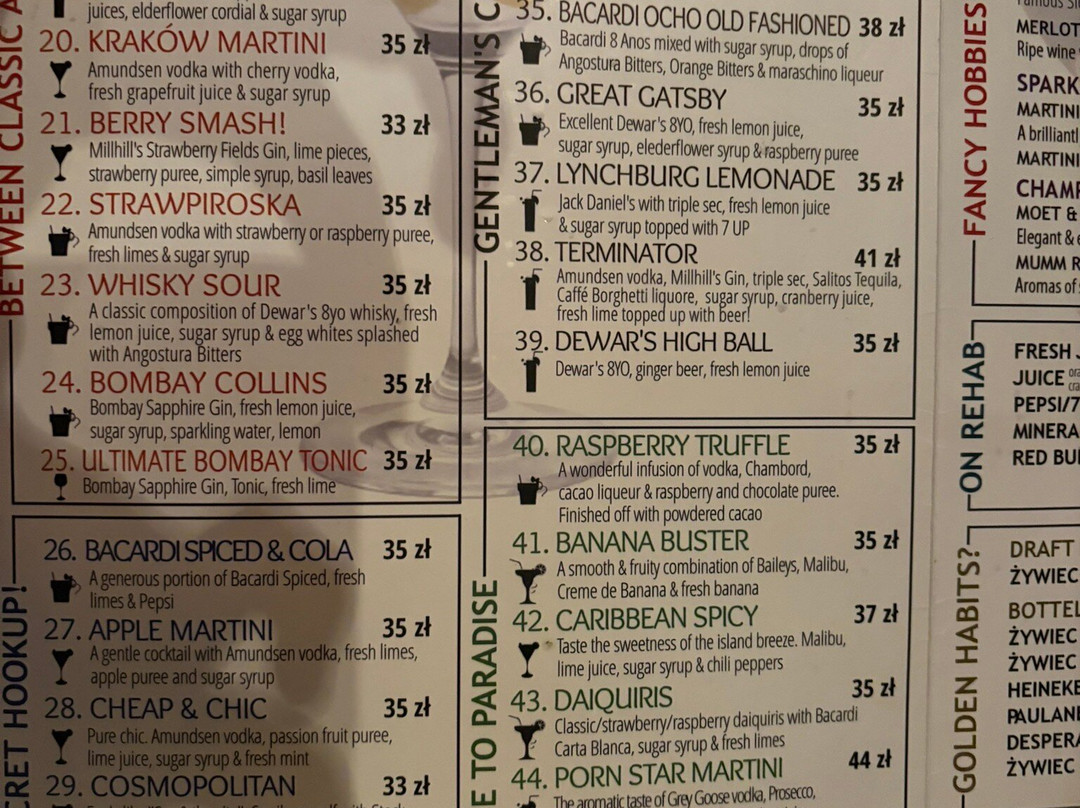 BETWEEN CLASSIC A
juices, elderflower cordial & sugar syrup
20. KRAKÓW MARTINI 35 zł
Amundsen vodka with cherry vodka,
fresh grapefruit juice & sugar syrup
21. BERRY SMASH! 33 zł
Millhill's Strawberry Fields Gin, lime pieces,
strawberry puree, simple syrup, basil leaves
22. STRAWPIROSKA 35 zł
Amundsen vodka with strawberry or raspberry puree,
fresh limes & sugar syrup
23. WHISKY SOUR 35 zł
A classic composition of Dewar's 8yo whisky, fresh
lemon juice, sugar syrup & egg whites splashed
with Angostura Bitters
24. BOMBAY COLLINS 35 zł
Bombay Sapphire Gin, fresh lemon juice,
sugar syrup, sparkling water, lemon
25. ULTIMATE BOMBAY TONIC 35 zł
Bombay Sapphire Gin, Tonic, fresh lime
CRET HOOKUP!
26. BACARDI SPICED & COLA 35 zł
A generous portion of Bacardi Spiced, fresh
limes & Pepsi
27. APPLE MARTINI 35 zł
A gentle cocktail with Amundsen vodka, fresh limes,
apple puree and sugar syrup
28. CHEAP & CHIC 35 zł
Pure chic. Amundsen vodka, passion fruit puree,
lime juice, sugar syrup & fresh mint
29. COSMOPOLITAN 33 zł
GENTLEMAN'S C
35. BACARDI OCHO OLD FASHIONED 38 zł
Bacardi 8 Anos mixed with sugar syrup, drops of
Angostura Bitters, Orange Bitters & maraschino liqueur
36. GREAT GATSBY 35 zł
Excellent Dewar's 8YO, fresh lemon juice,
sugar syrup, elederflower syrup & raspberry puree
37. LYNCHBURG LEMONADE 35 zł
Jack Daniel's with triple sec, fresh lemon juice
& sugar syrup topped with 7 UP
38. TERMINATOR 41 zł
Amundsen vodka, Millhill's Gin, triple sec, Salitos Tequila,
Caffé Borghetti liquore, sugar syrup, cranberry juice,
fresh lime topped up with beer!
39. DEWAR'S HIGH BALL 35 zł
Dewar's 8YO, ginger beer, fresh lemon juice
E TO PARADISE
40. RASPBERRY TRUFFLE 35 zł
A wonderful infusion of vodka, Chambord,
cacao liqueur & raspberry and chocolate puree.
Finished off with powdered cacao
41. BANANA BUSTER 35 zł
A smooth & fruity combination of Baileys, Malibu,
Creme de Banana & fresh banana
42. CARIBBEAN SPICY 37 zł
Taste the sweetness of the island breeze. Malibu,
lime juice, sugar syrup & chili peppers
43. DAIQUIRIS 35 zł
Classic/strawberry/raspberry daiquiris with Bacardi
Carta Blanca, sugar syrup & fresh limes
44. PORN STAR MARTINI 44 zł
The aromatic taste of Grey Goose vodka, Prosecco,
FANCY HOBBIES
MERLOT
Ripe wine
SPARK
MARTINI
A brilliantl
MARTINI
CHAMP
MOET &
Elegant & e
MUMM R
Aromas of
ON REHAB
FRESH J
JUICE
PEPSI/7
MINERA
RED BUL
GOLDEN HABITS?
DRAFT
ŻYWIEC
BOTTEL
ŻYWIEC
ŻYWIEC
HEINEKE
PAULANE
DESPERA
ŻYWIEC